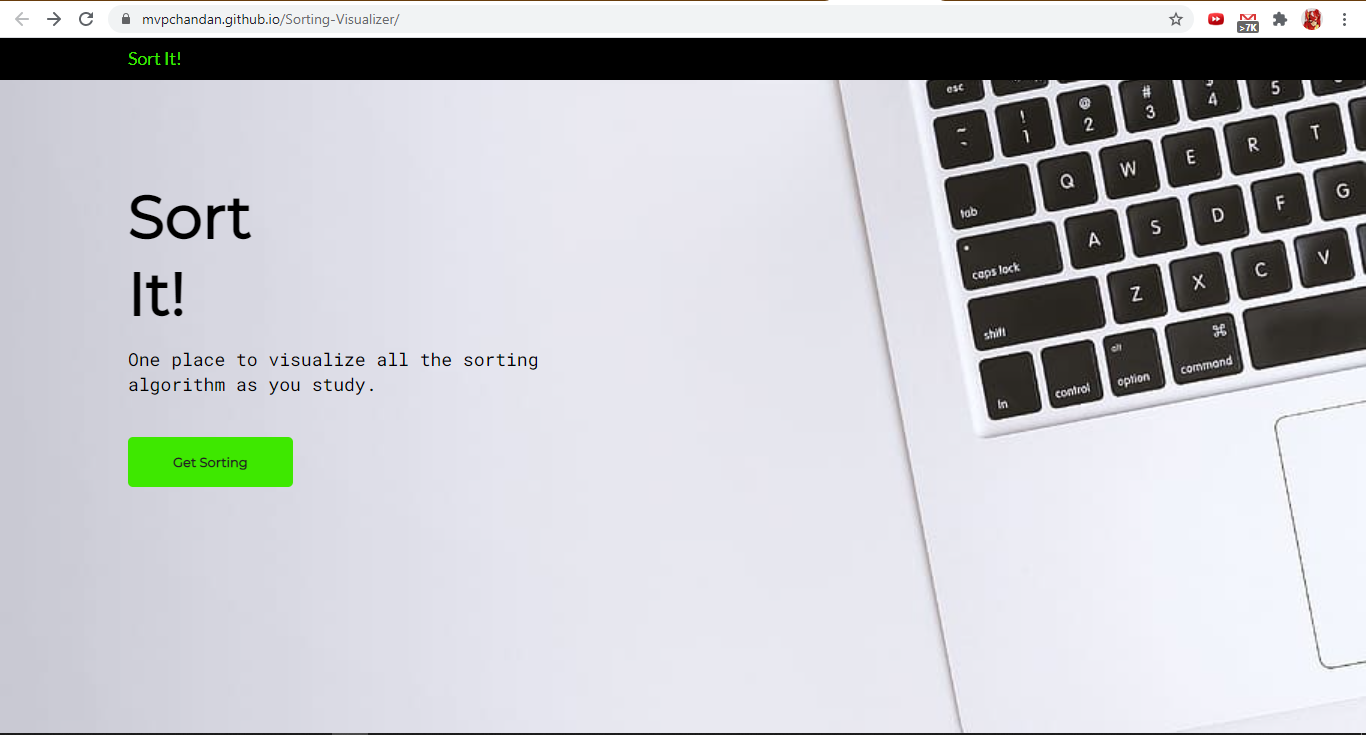 mvpchandan.github.io/Sorting-Visualizer/
>7K
Sort It!
Sort
It!
One place to visualize all the sorting
algorithm as you study.
Get Sorting
esc
~ ! @ # $ 5
` 1 2 3 4
tab Q W E R T
caps lock A S D F G
shift Z X C V
fn control alt option ⌘ command